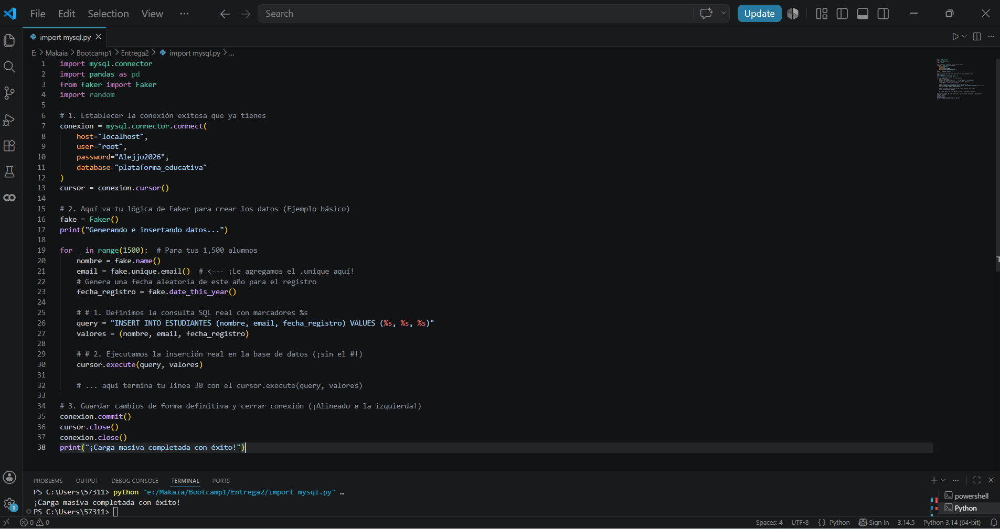 File Edit Selection View ··· Search Update
import mysql.py
E: > Makaia > Bootcamp1 > Entrega2 > import mysql.py > ...
1 import mysql.connector
2 import pandas as pd
3 from faker import Faker
4 import random
5
6 # 1. Establecer la conexión exitosa que ya tienes
7 conexion = mysql.connector.connect(
8 host="localhost",
9 user="root",
10 password="Alejjo2026",
11 database="plataforma_educativa"
12 )
13 cursor = conexion.cursor()
14
15 # 2. Aquí va tu lógica de Faker para crear los datos (Ejemplo básico)
16 fake = Faker()
17 print("Generando e insertando datos...")
18
19 for _ in range(1500): # Para tus 1,500 alumnos
20 nombre = fake.name()
21 email = fake.unique.email() # <--- ¡Le agregamos el .unique aquí!
22 # Genera una fecha aleatoria de este año para el registro
23 fecha_registro = fake.date_this_year()
24
25 # # 1. Definimos la consulta SQL real con marcadores %s
26 query = "INSERT INTO ESTUDIANTES (nombre, email, fecha_registro) VALUES (%s, %s, %s)"
27 valores = (nombre, email, fecha_registro)
28
29 # # 2. Ejecutamos la inserción real en la base de datos (¡sin el #!)
30 cursor.execute(query, valores)
31
32 # ... aquí termina tu línea 30 con el cursor.execute(query, valores)
33
34 # 3. Guardar cambios de forma definitiva y cerrar conexión (¡Alineado a la izquierda!)
35 conexion.commit()
36 cursor.close()
37 conexion.close()
38 print("¡Carga masiva completada con éxito!")
PROBLEMS OUTPUT DEBUG CONSOLE TERMINAL PORTS
PS C:\Users\57311> python "e:/Makaia/Bootcamp1/Entrega2/import mysql.py" …
¡Carga masiva completada con éxito!
PS C:\Users\57311>
powershell
Python
1
0 0 Spaces: 4 UTF-8 { } Python Sign In 3.14.5 Python 3.14 (64-bit)